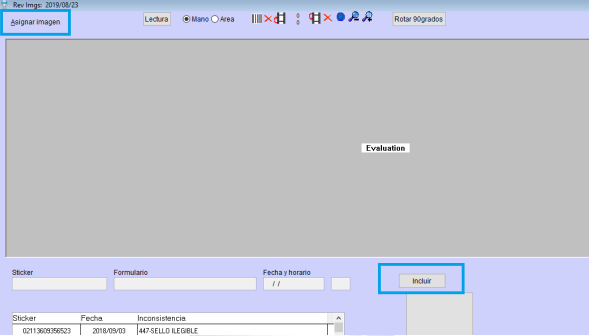 Rev Imgs: 2019/08/23
Asignar imagen
Lectura Mano Area Rotar 90grados
Evaluation
Sticker Formulario Fecha y horario
/ /
Incluir
Sticker Fecha Inconsistencia
02113609356523 2018/09/03 447-SELLO ILEGIBLE